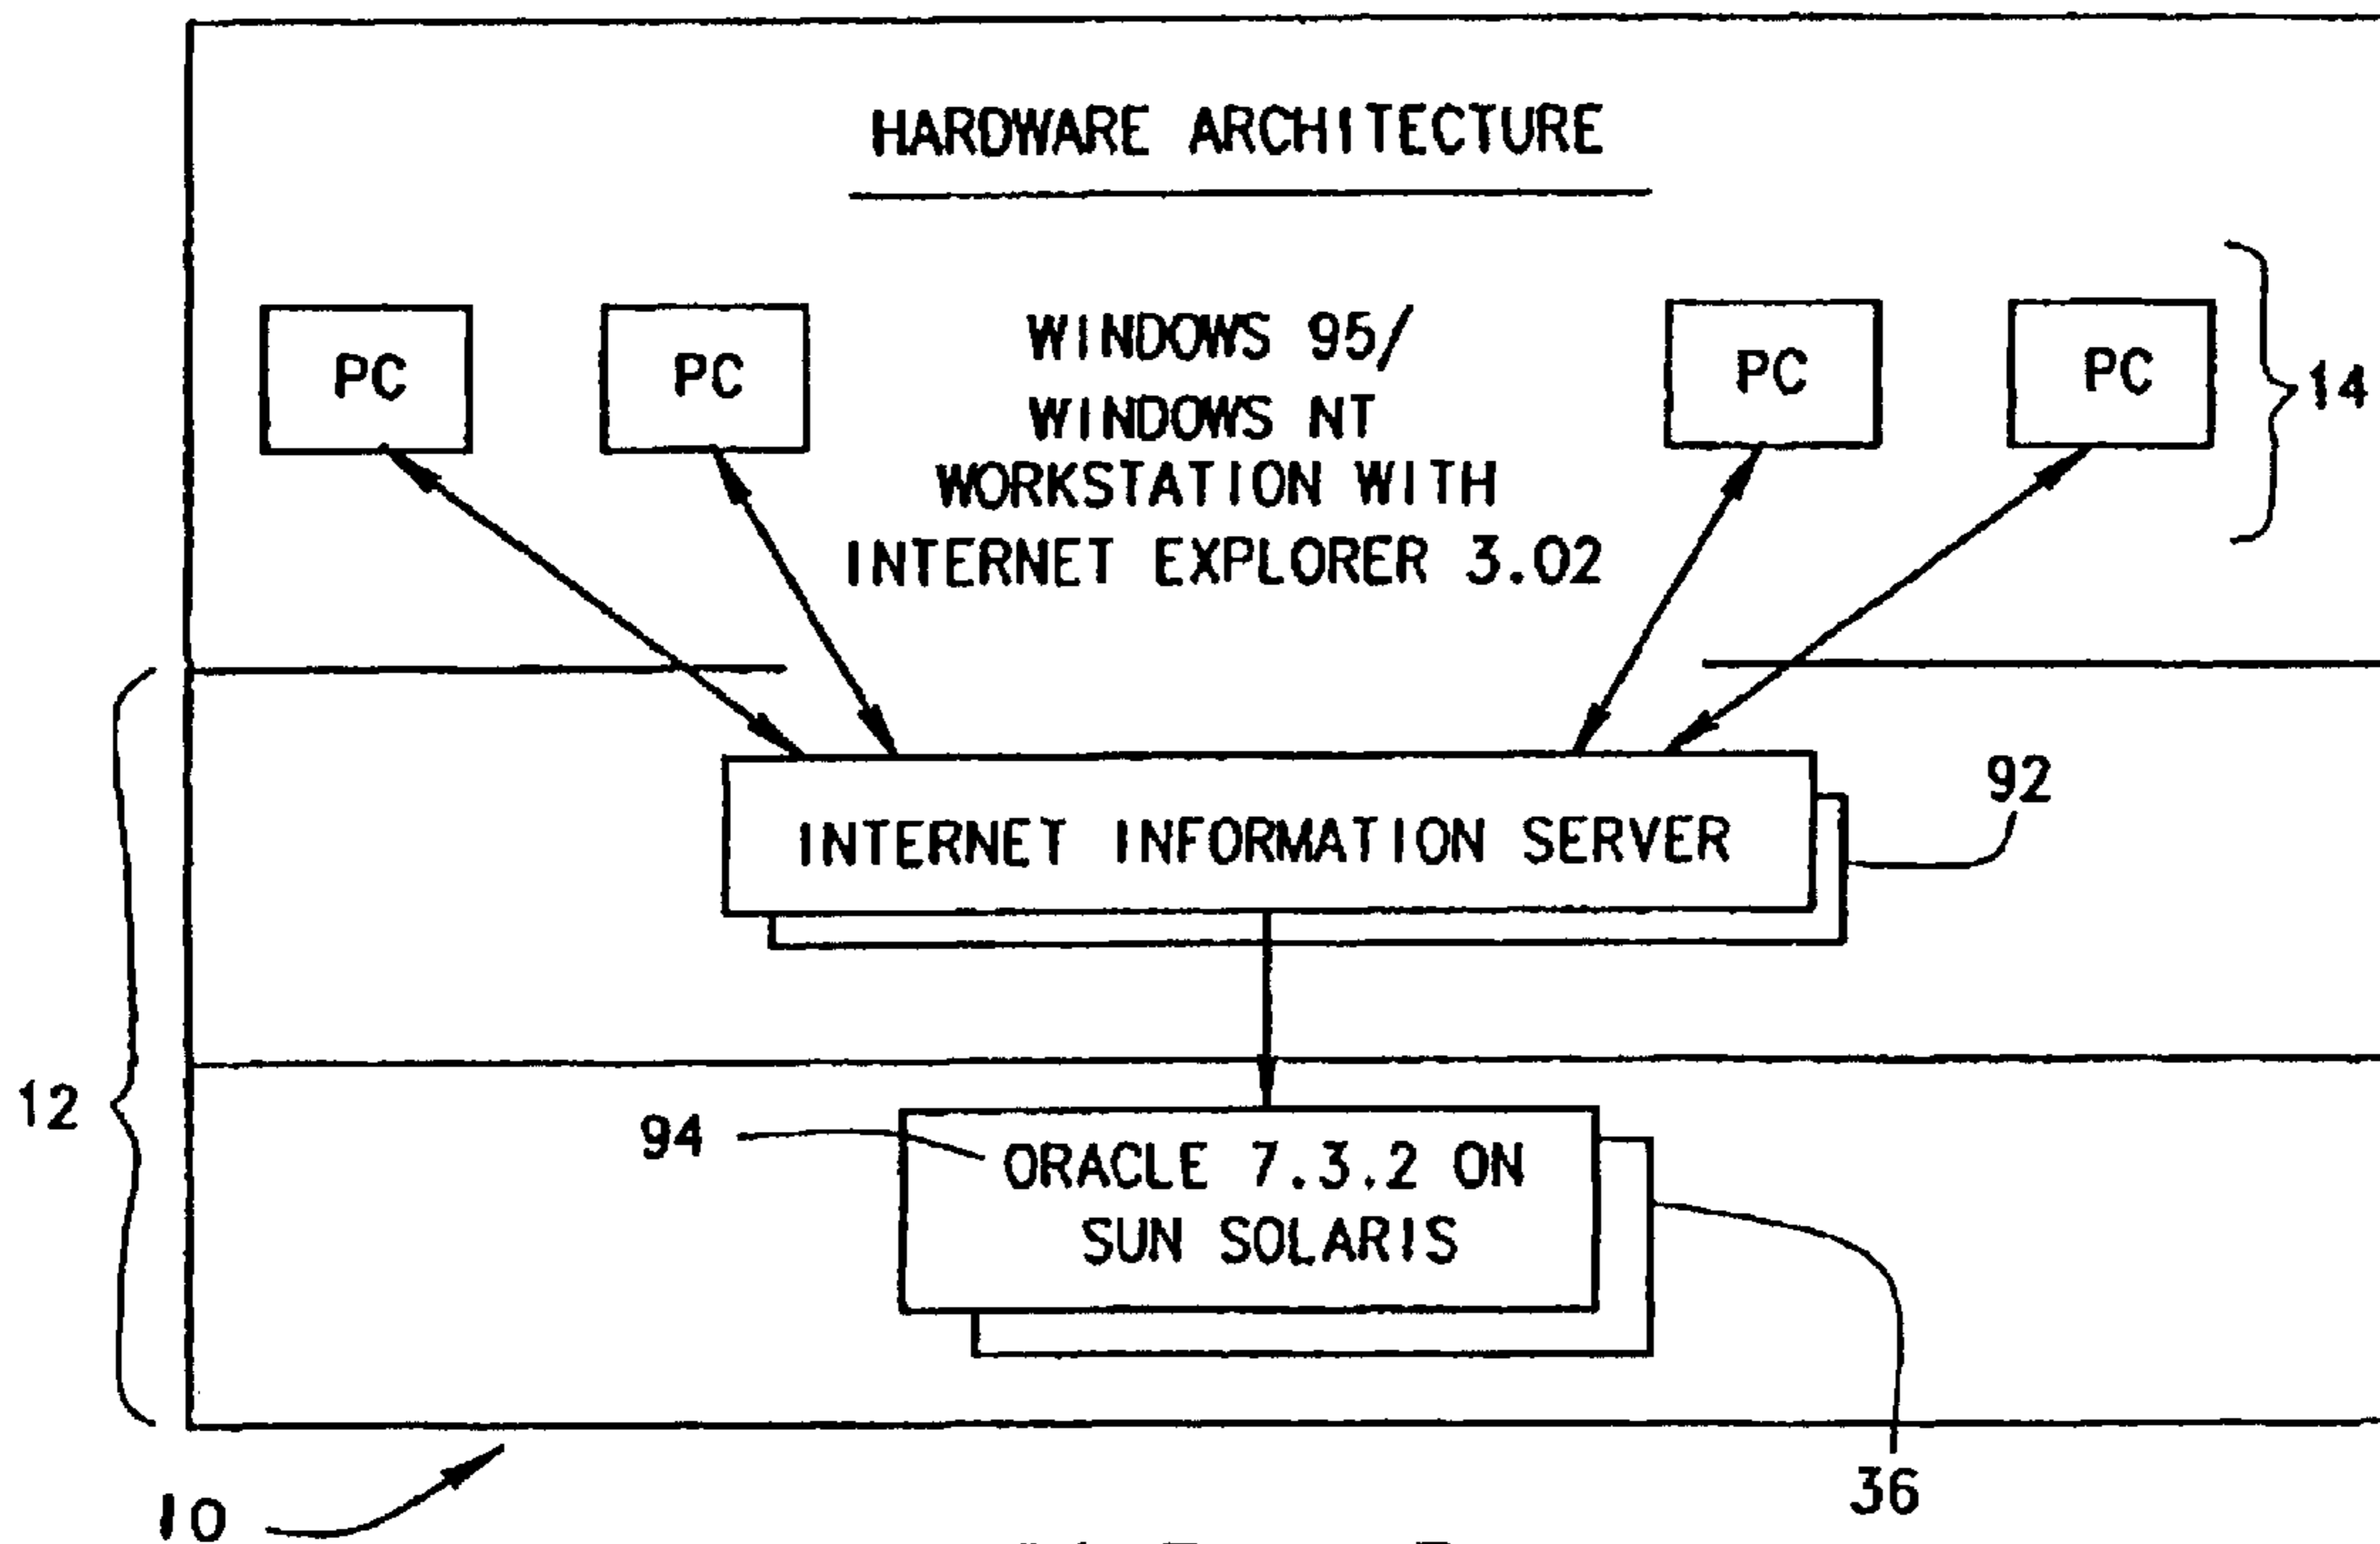 HARDWARE ARCHITECTURE
PC
PC
WINDOWS 95/
WINDOWS NT
WORKSTATION WITH
INTERNET EXPLORER 3.02
PC
PC
14
INTERNET INFORMATION SERVER
92
12
94
ORACLE 7.3.2 ON
SUN SOLARIS
36
10